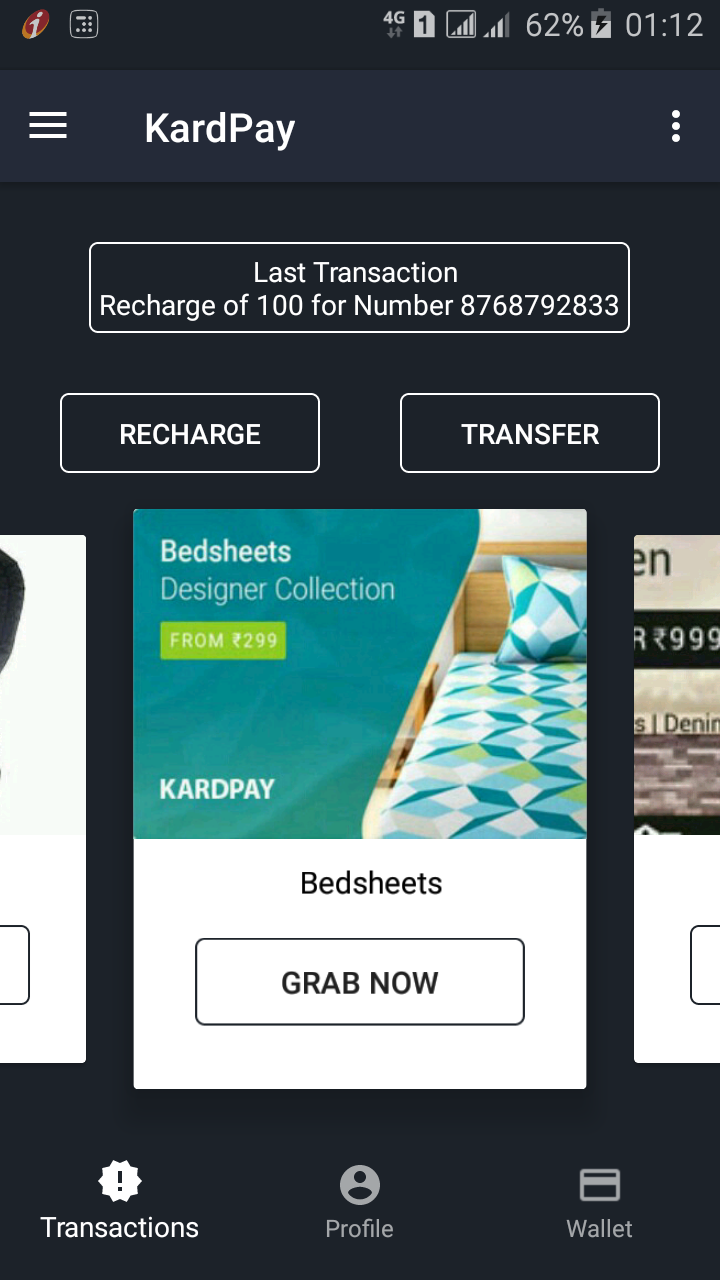 4G 1 62% 01:12
KardPay
Last Transaction
Recharge of 100 for Number 8768792833
RECHARGE TRANSFER
Bedsheets
Designer Collection
FROM ₹299
KARDPAY
en
R ₹999
s | Denim
Bedsheets
GRAB NOW
Transactions Profile Wallet